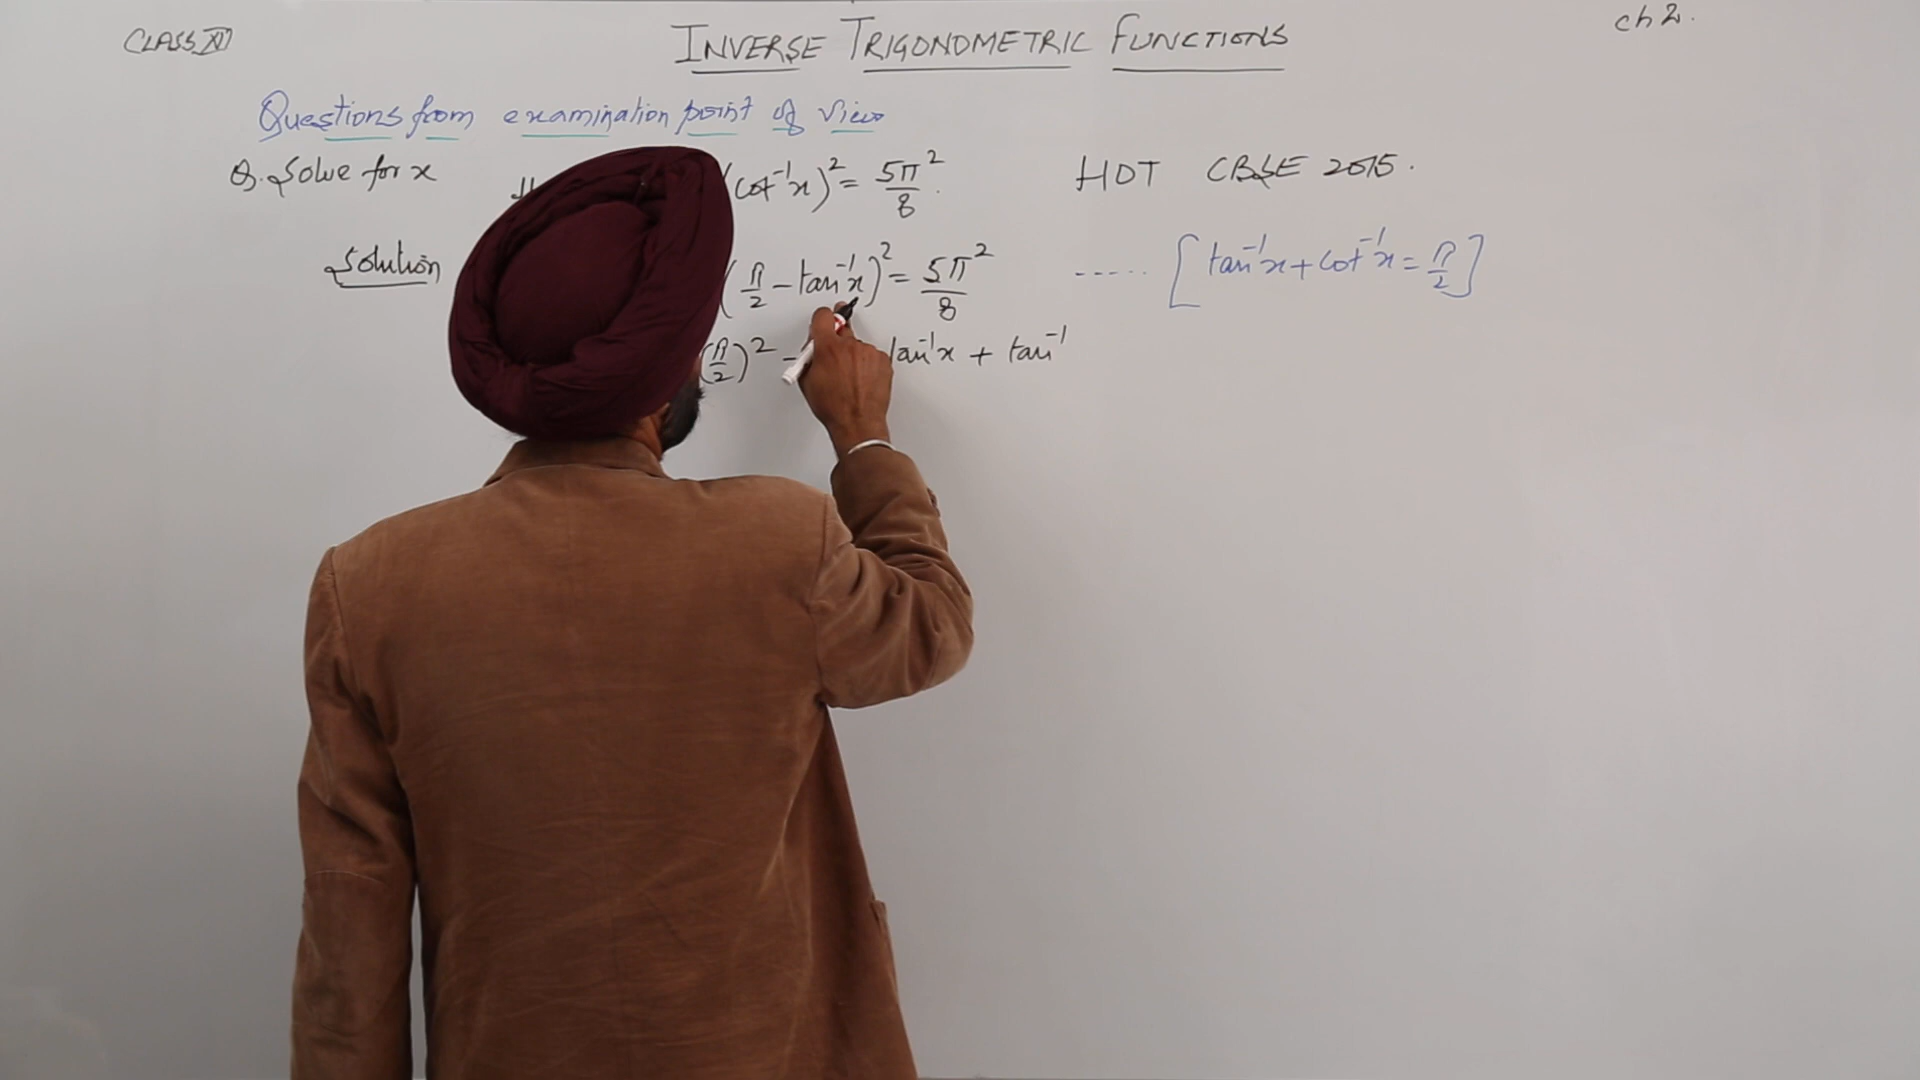 CLASS XII
INVERSE TRIGONOMETRIC FUNCTIONS
ch 2.
Questions from examination point of view
Q. Solve for x (cot⁻¹x)² = 5π²/8. HOT CBSE 2015.
Solution (π/2 - tan⁻¹x)² = 5π²/8 ..... [tan⁻¹x + cot⁻¹x = π/2]
(π/2)² - tan⁻¹x + tan⁻¹